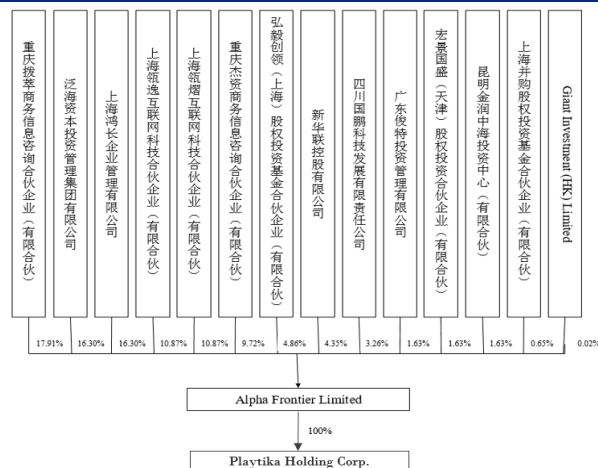 重庆拨萃商务信息咨询合伙企业（有限合伙）
泛海资本投资管理集团有限公司
上海鸿长企业管理有限公司
上海瓴逸互联网科技合伙企业（有限合伙）
上海瓴熠互联网科技合伙企业（有限合伙）
重庆杰资商务信息咨询合伙企业（有限合伙）
弘毅创领（上海）股权投资基金合伙企业（有限合伙）
新华联控股有限公司
四川国鹏科技发展有限责任公司
广东俊特投资管理有限公司
宏景国盛（天津）股权投资合伙企业（有限合伙）
昆明金润中海投资中心（有限合伙）
上海并购股权投资基金合伙企业（有限合伙）
Giant Investment (HK) Limited
17.91% 16.30% 16.30% 10.87% 10.87% 9.72% 4.86% 4.35% 3.26% 1.63% 1.63% 1.63% 0.65% 0.02%
Alpha Frontier Limited
100%
Playtika Holding Corp.